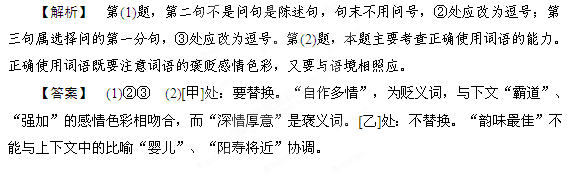 【解析】 第(1)题，第二句不是问句是陈述句，句末不用问号，②处应改为逗号；第
三句属选择问的第一分句，③处应改为逗号。第(2)题，本题主要考查正确使用词语的能力。
正确使用词语既要注意词语的褒贬感情色彩，又要与语境相照应。
【答案】 (1)②③ (2)[甲]处：要替换。“自作多情”，为贬义词，与下文“霸道”、
“强加”的感情色彩相吻合，而“深情厚意”是褒义词。[乙]处：不替换。“韵味最佳”不
能与上下文中的比喻“婴儿”、“阳寿将近”协调。